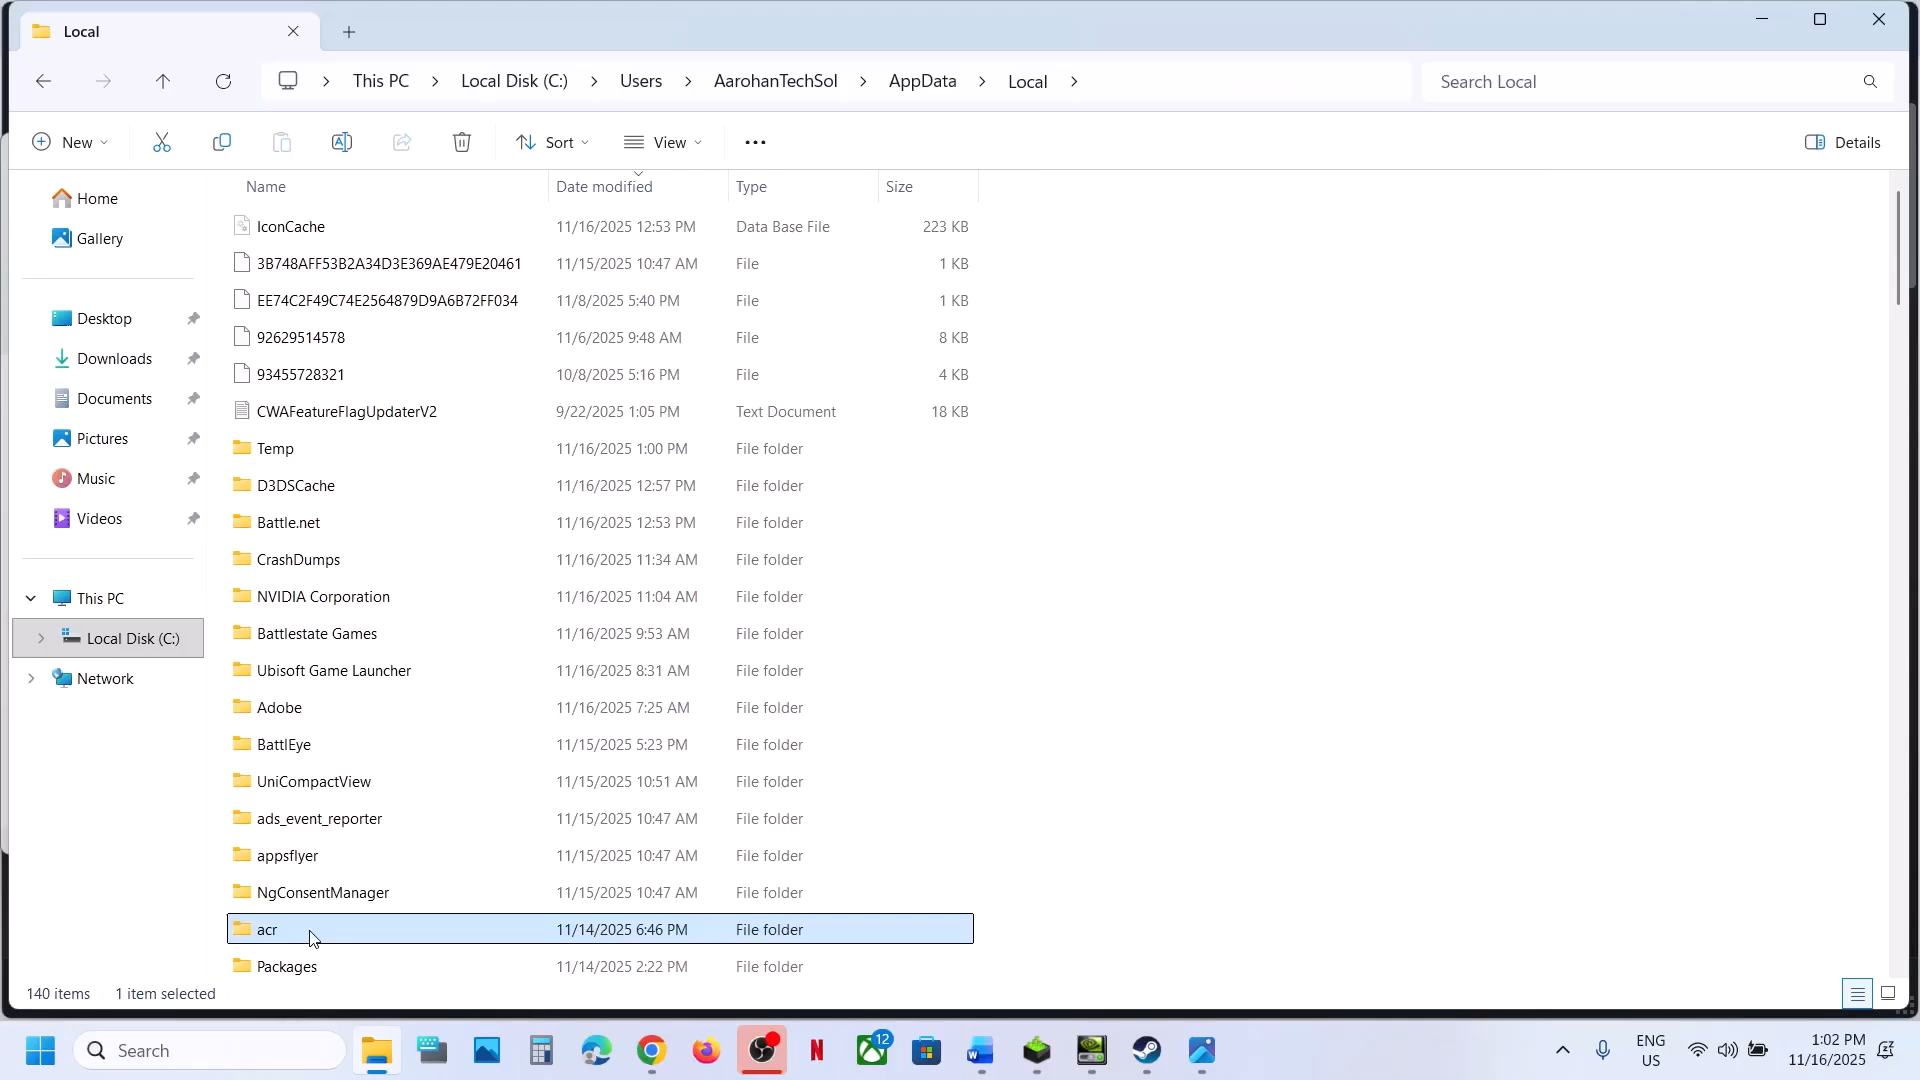 Local
This PC
Local Disk (C:)
Users
AarohanTechSol
AppData
Local
Search Local
New
Sort
View
Details
Name
Date modified
Type
Size
Home
Gallery
Desktop
Downloads
Documents
Pictures
Music
Videos
This PC
Local Disk (C:)
Network
IconCache 11/16/2025 12:53 PM Data Base File 223 KB
3B748AFF53B2A34D3E369AE479E20461 11/15/2025 10:47 AM File 1 KB
EE74C2F49C74E2564879D9A6B72FF034 11/8/2025 5:40 PM File 1 KB
92629514578 11/6/2025 9:48 AM File 8 KB
93455728321 10/8/2025 5:16 PM File 4 KB
CWAFeatureFlagUpdaterV2 9/22/2025 1:05 PM Text Document 18 KB
Temp 11/16/2025 1:00 PM File folder
D3DSCache 11/16/2025 12:57 PM File folder
Battle.net 11/16/2025 12:53 PM File folder
CrashDumps 11/16/2025 11:34 AM File folder
NVIDIA Corporation 11/16/2025 11:04 AM File folder
Battlestate Games 11/16/2025 9:53 AM File folder
Ubisoft Game Launcher 11/16/2025 8:31 AM File folder
Adobe 11/16/2025 7:25 AM File folder
BattlEye 11/15/2025 5:23 PM File folder
UniCompactView 11/15/2025 10:51 AM File folder
ads_event_reporter 11/15/2025 10:47 AM File folder
appsflyer 11/15/2025 10:47 AM File folder
NgConsentManager 11/15/2025 10:47 AM File folder
acr 11/14/2025 6:46 PM File folder
Packages 11/14/2025 2:22 PM File folder
140 items 1 item selected
Search
12
ENG
US
1:02 PM
11/16/2025